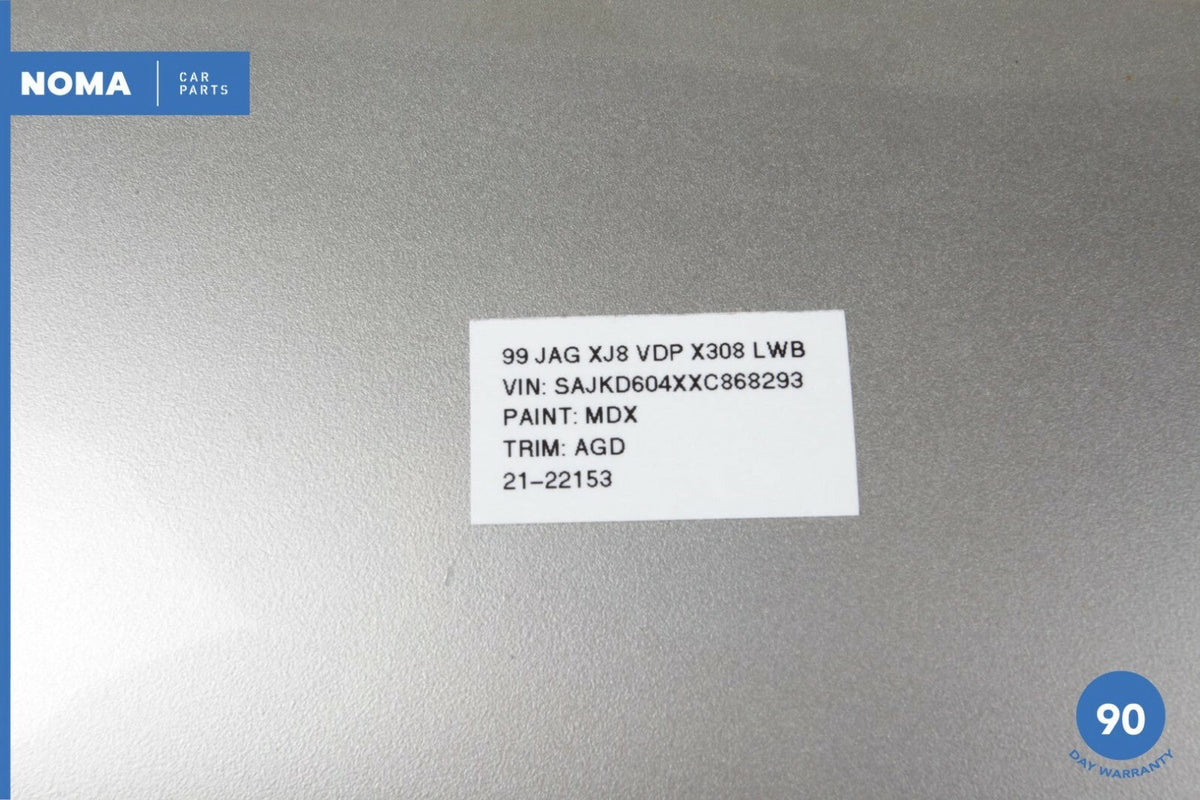 NOMA
CAR
PARTS
99 JAG XJ8 VDP X308 LWB
VIN: SAJKD604XXC868293
PAINT: MDX
TRIM: AGD
21-22153
90
DAY WARRANTY